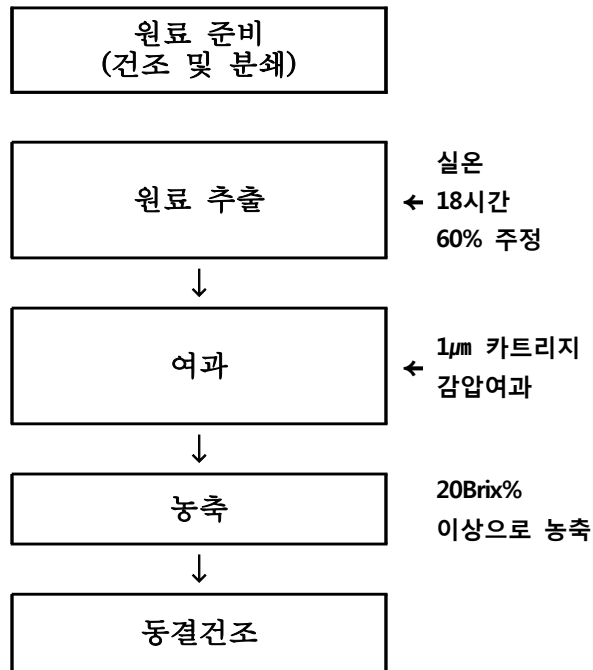 원료 준비
(건조 및 분쇄)
원료 추출
← 실온
18시간
60% 주정
↓
여과
← 1㎛ 카트리지
감압여과
↓
농축
20Brix%
이상으로 농축
↓
동결건조